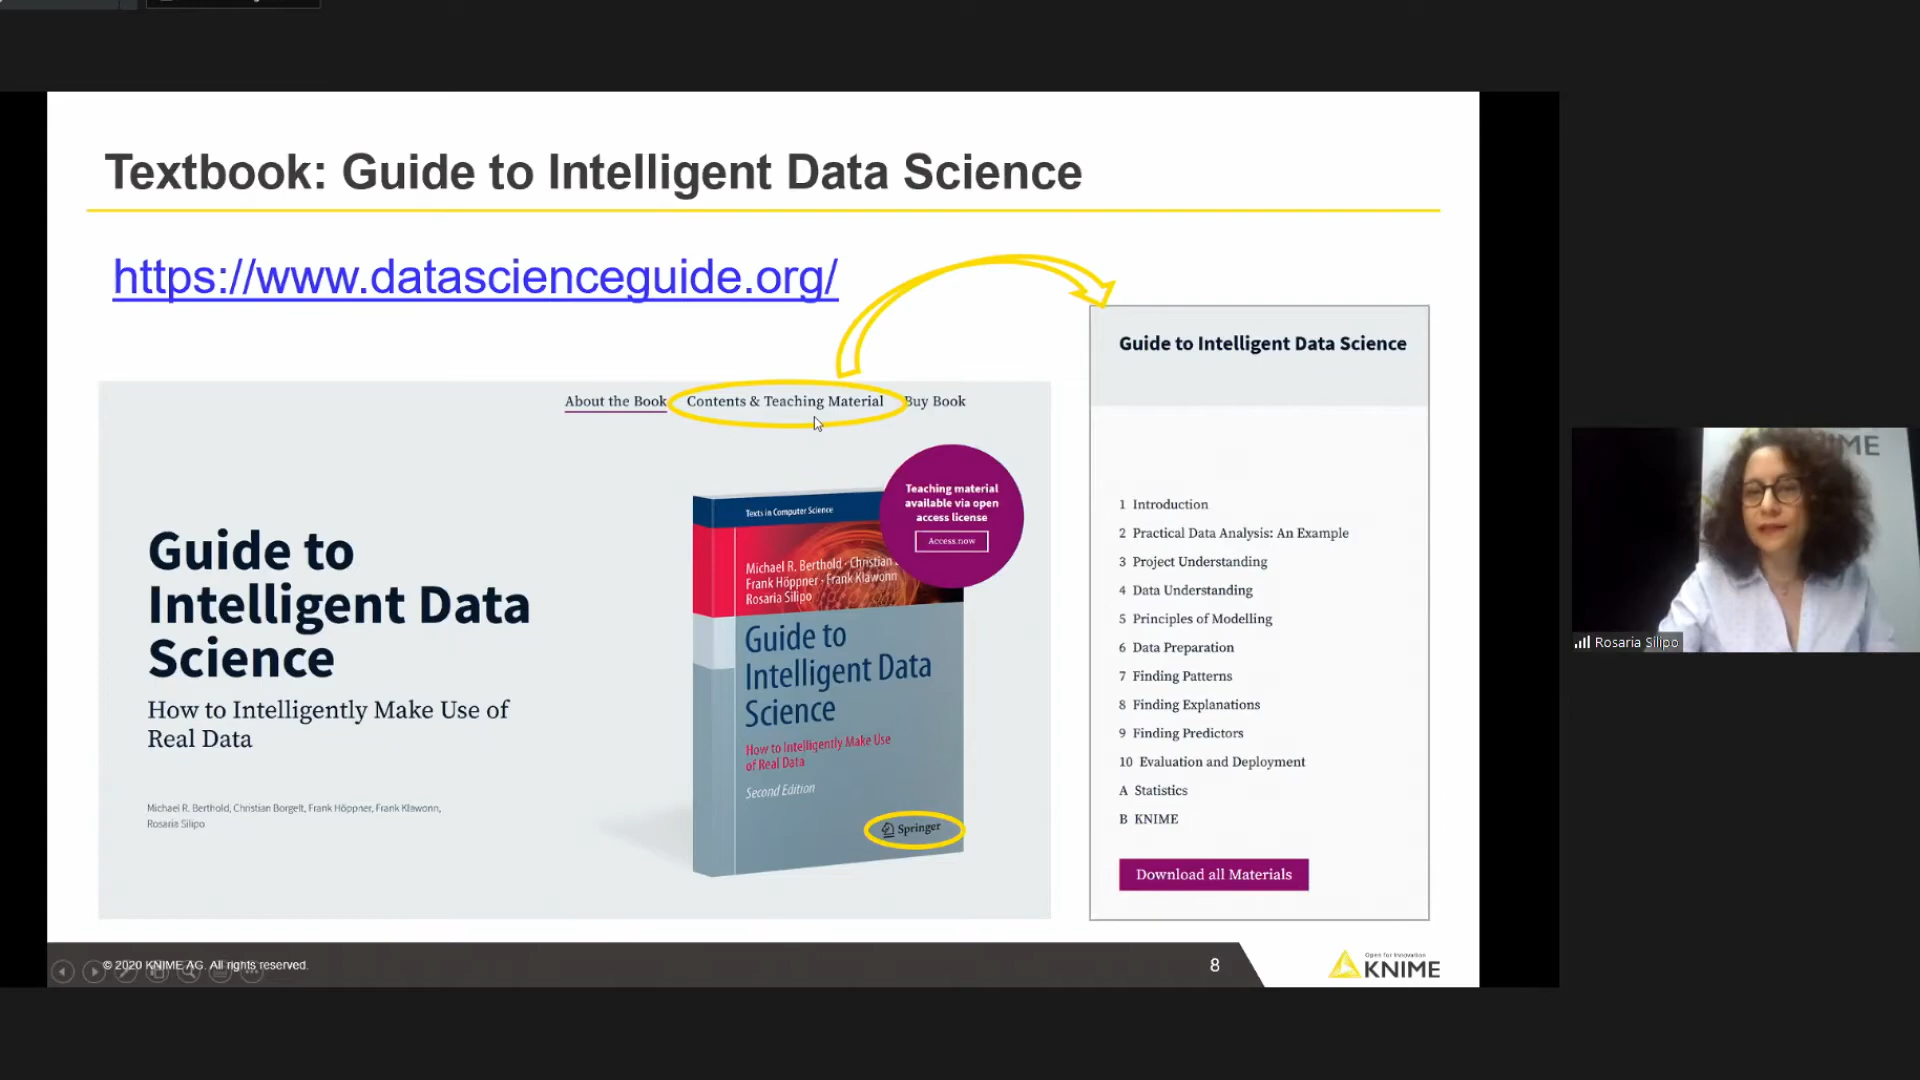 Textbook: Guide to Intelligent Data Science
https://www.datascienceguide.org/
About the Book
Contents & Teaching Material
Buy Book
Guide to
Intelligent Data
Science
How to Intelligently Make Use of
Real Data
Michael R. Berthold, Christian Borgelt, Frank Höppner, Frank Klawonn,
Rosaria Silipo
Texts in Computer Science
Michael R. Berthold · Christian
Frank Höppner · Frank Klawonn
Rosaria Silipo
Guide to
Intelligent Data
Science
How to Intelligently Make Use
of Real Data
Second Edition
Springer
Teaching material
available via open
access license
Access now
Guide to Intelligent Data Science
1 Introduction
2 Practical Data Analysis: An Example
3 Project Understanding
4 Data Understanding
5 Principles of Modelling
6 Data Preparation
7 Finding Patterns
8 Finding Explanations
9 Finding Predictors
10 Evaluation and Deployment
A Statistics
B KNIME
Download all Materials
© 2020 KNIME AG. All rights reserved.
8
Open for Innovation
KNIME
Rosaria Silipo